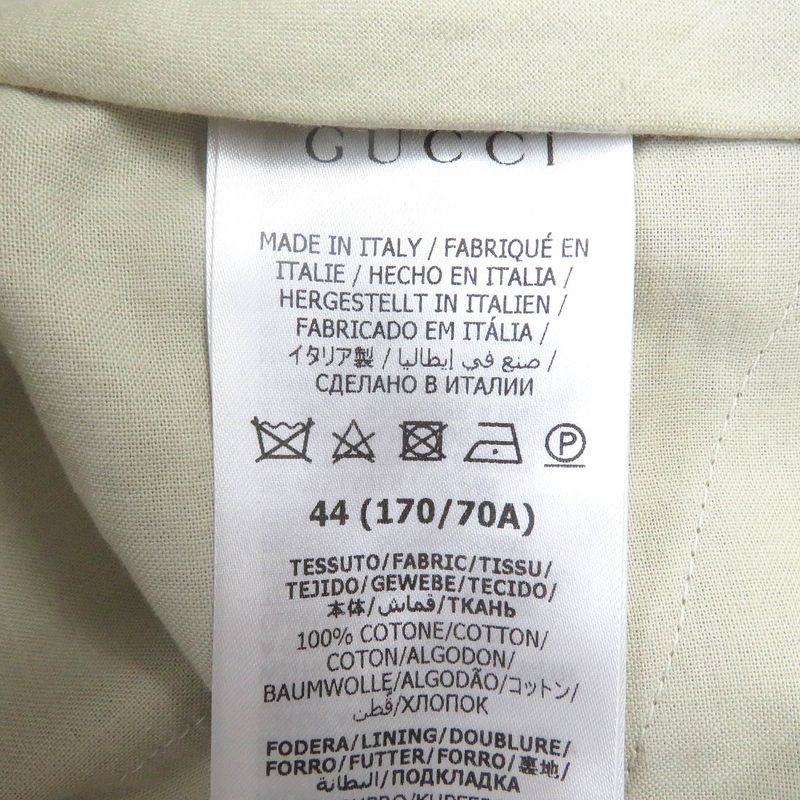 GUCCI
MADE IN ITALY / FABRIQUÉ EN
ITALIE / HECHO EN ITALIA /
HERGESTELLT IN ITALIEN /
FABRICADO EM ITÁLIA /
イタリア製 / صنع في إيطاليا /
СДЕЛАНО В ИТАЛИИ
P
44 (170/70A)
TESSUTO/FABRIC/TISSU/
TEJIDO/GEWEBE/TECIDO/
本体/قماش/ТКАНЬ
100% COTONE/COTTON/
COTON/ALGODON/
BAUMWOLLE/ALGODÃO/コットン/
قطن/ХЛОПОК
FODERA/LINING/DOUBLURE/
FORRO/FUTTER/FORRO/裏地/
البطانة/ПОДКЛАДКА